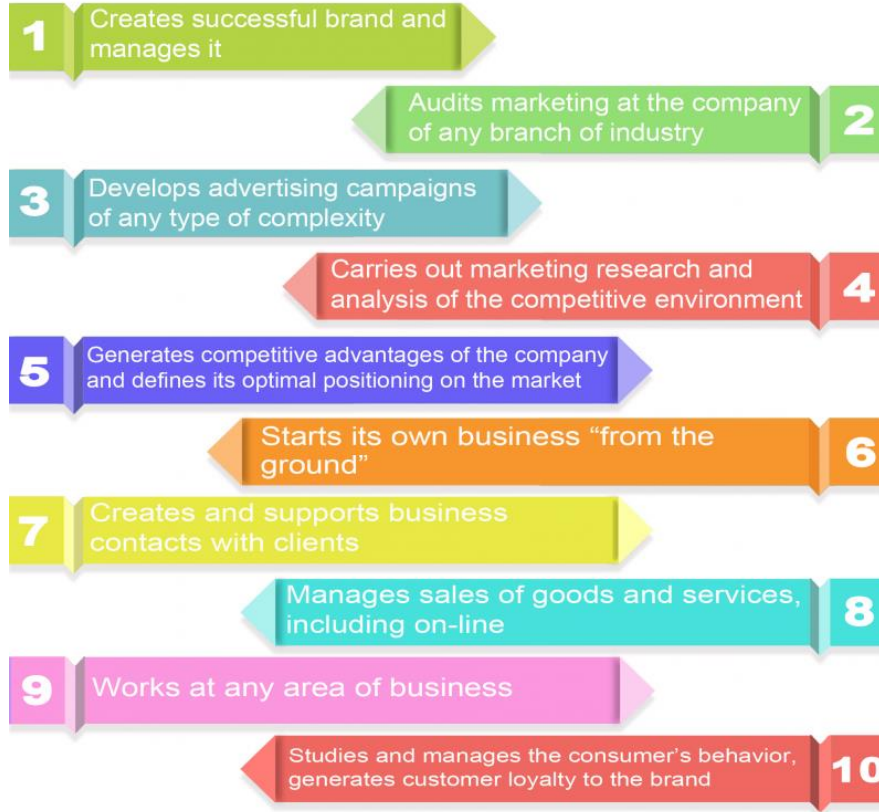 1
Creates successful brand and
manages it
Audits marketing at the company
of any branch of industry
2
3
Develops advertising campaigns
of any type of complexity
Carries out marketing research and
analysis of the competitive environment
4
5
Generates competitive advantages of the company
and defines its optimal positioning on the market
Starts its own business “from the
ground”
6
7
Creates and supports business
contacts with clients
Manages sales of goods and services,
including on-line
8
9
Works at any area of business
Studies and manages the consumer’s behavior,
generates customer loyalty to the brand
10